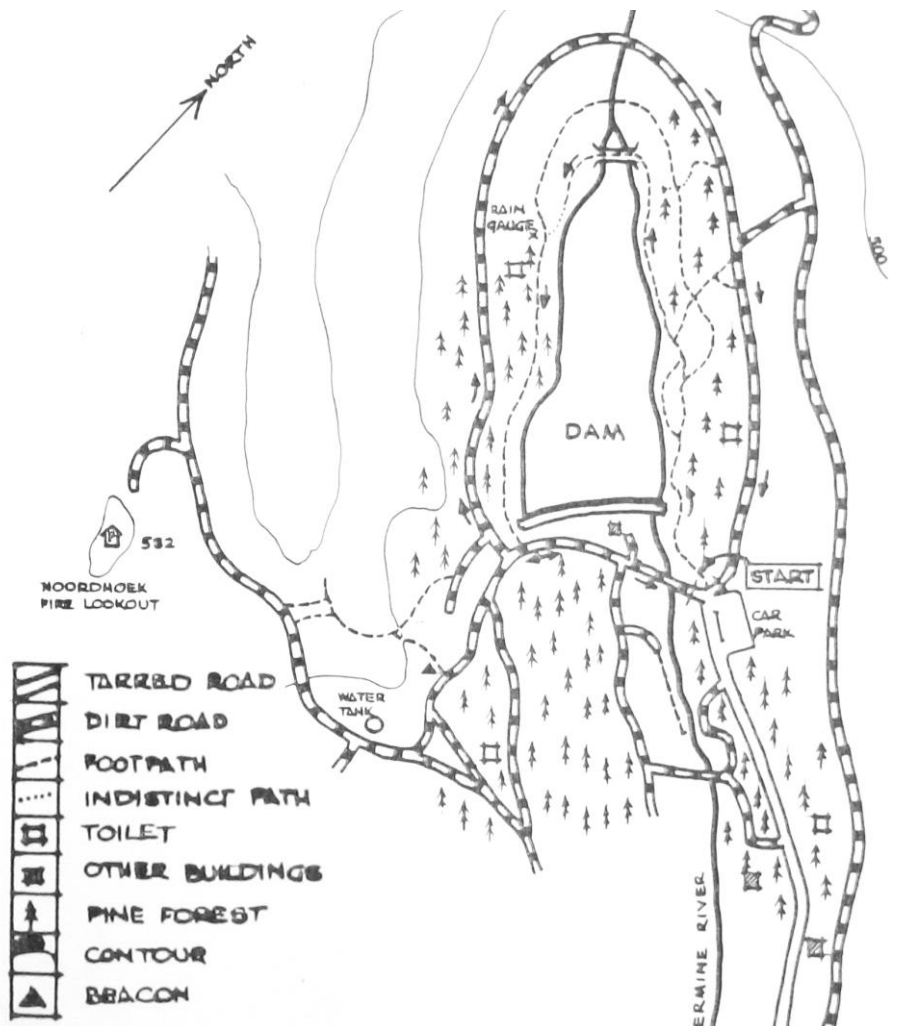 NORTH
500
RAIN
GAUGE
DAM
START
CAR
PARK
532
NOORDHOEK
FIRE LOOKOUT
WATER
TANK
TARRED ROAD
DIRT ROAD
FOOTPATH
INDISTINCT PATH
TOILET
OTHER BUILDINGS
PINE FOREST
CONTOUR
BEACON
ERMINE RIVER